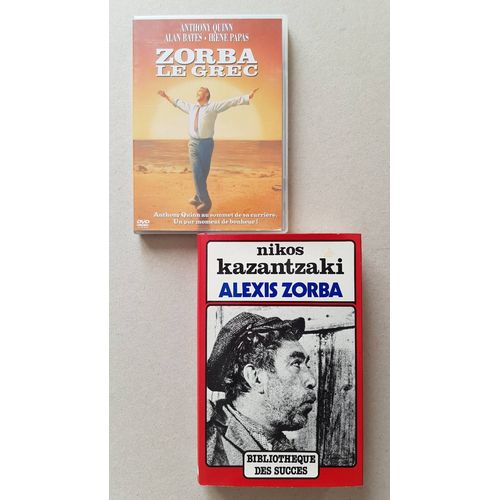 ANTHONY QUINN
ALAN BATES • IRENE PAPAS
ZORBA
LE GREC
Anthony Quinn au sommet de sa carrière.
Un pur moment de bonheur !
DVD
nikos
kazantzaki
ALEXIS ZORBA
BIBLIOTHEQUE
DES SUCCES